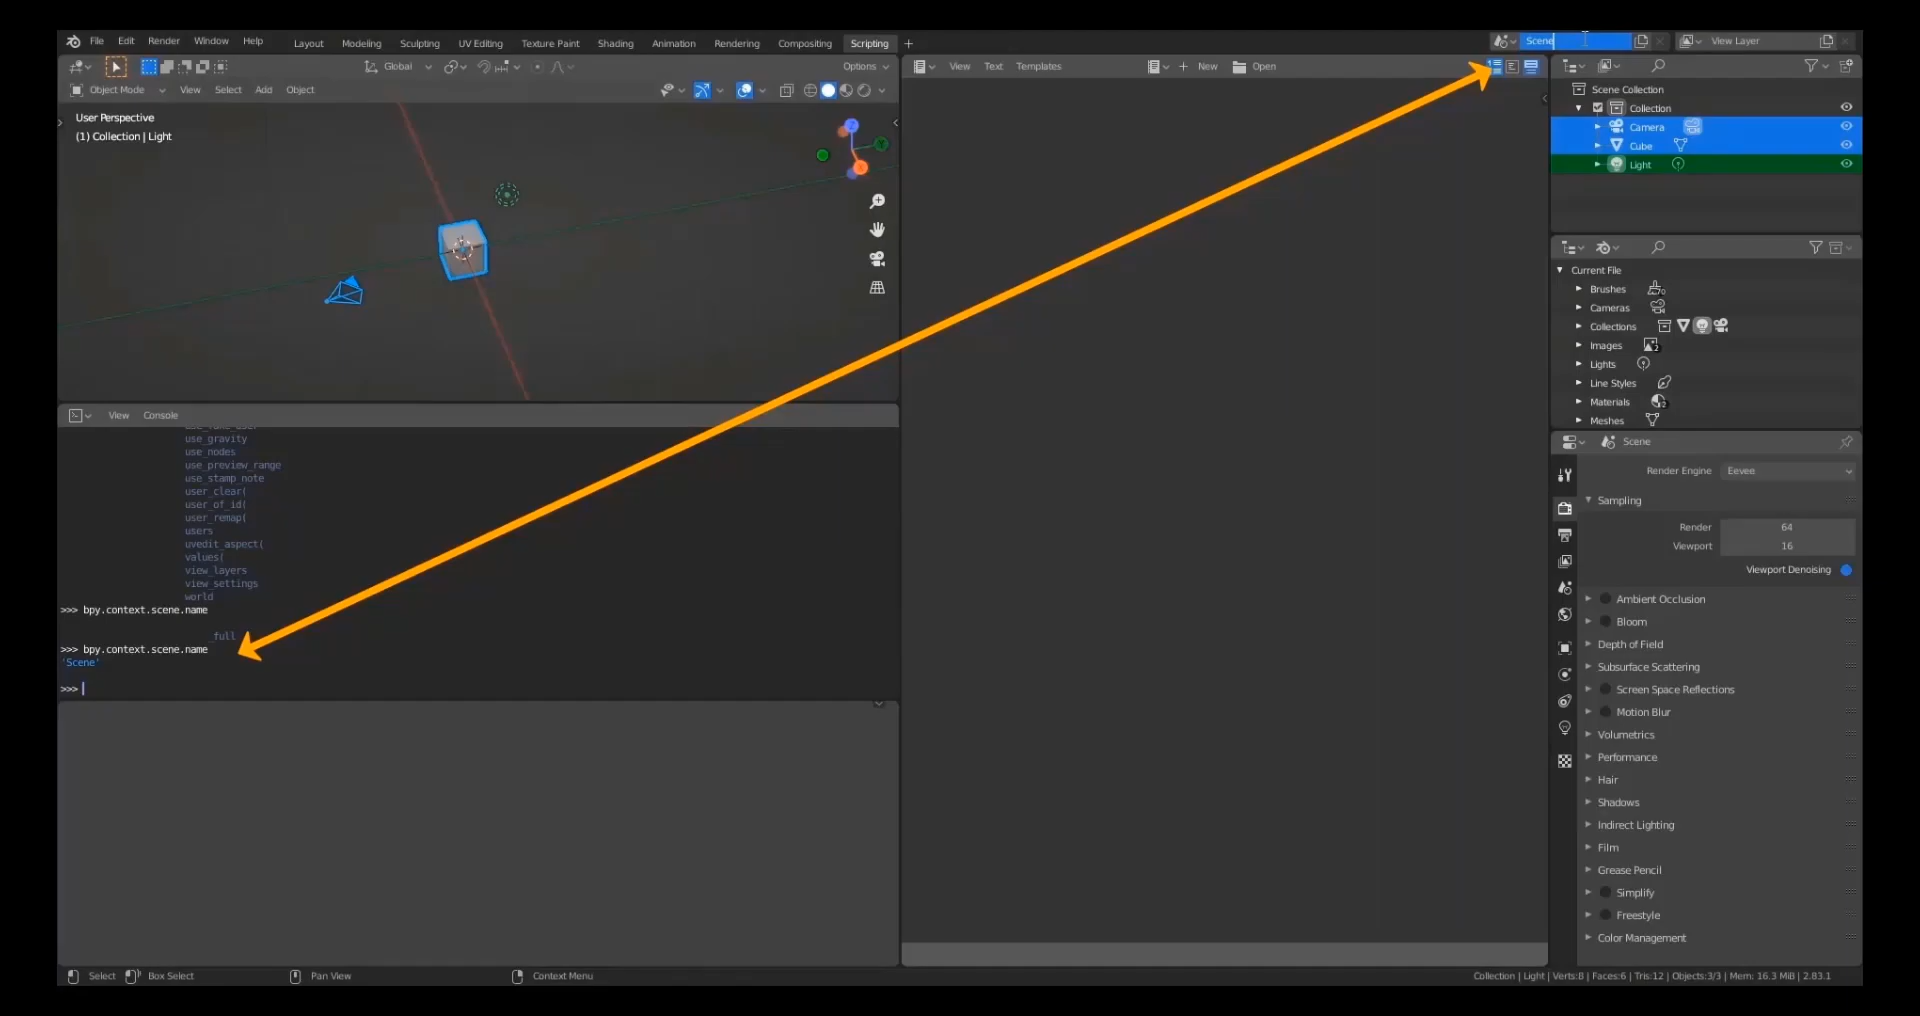 File Edit Render Window Help Layout Modeling Sculpting UV Editing Texture Paint Shading Animation Rendering Compositing Scripting + Scene View Layer
Global Options
Object Mode View Select Add Object
User Perspective
(1) Collection | Light
View Text Templates New Open
Scene Collection
Collection
Camera
Cube
Light
Current File
Brushes
Cameras
Collections
Images 2
Lights
Line Styles
Materials 2
Meshes
View Console
use_gravity
use_nodes
use_preview_range
use_stamp_note
user_clear(
user_of_id(
user_remap(
users
uvedit_aspect(
values(
view_layers
view_settings
world
>>> bpy.context.scene.name
_full
>>> bpy.context.scene.name
'Scene'
>>>
Scene
Render Engine Eevee
Sampling
Render 64
Viewport 16
Viewport Denoising
Ambient Occlusion
Bloom
Depth of Field
Subsurface Scattering
Screen Space Reflections
Motion Blur
Volumetrics
Performance
Hair
Shadows
Indirect Lighting
Film
Grease Pencil
Simplify
Freestyle
Color Management
Select Box Select Pan View Context Menu Collection | Light | Verts:8 | Faces:6 | Tris:12 | Objects:3/3 | Mem: 16.3 MiB | 2.83.1